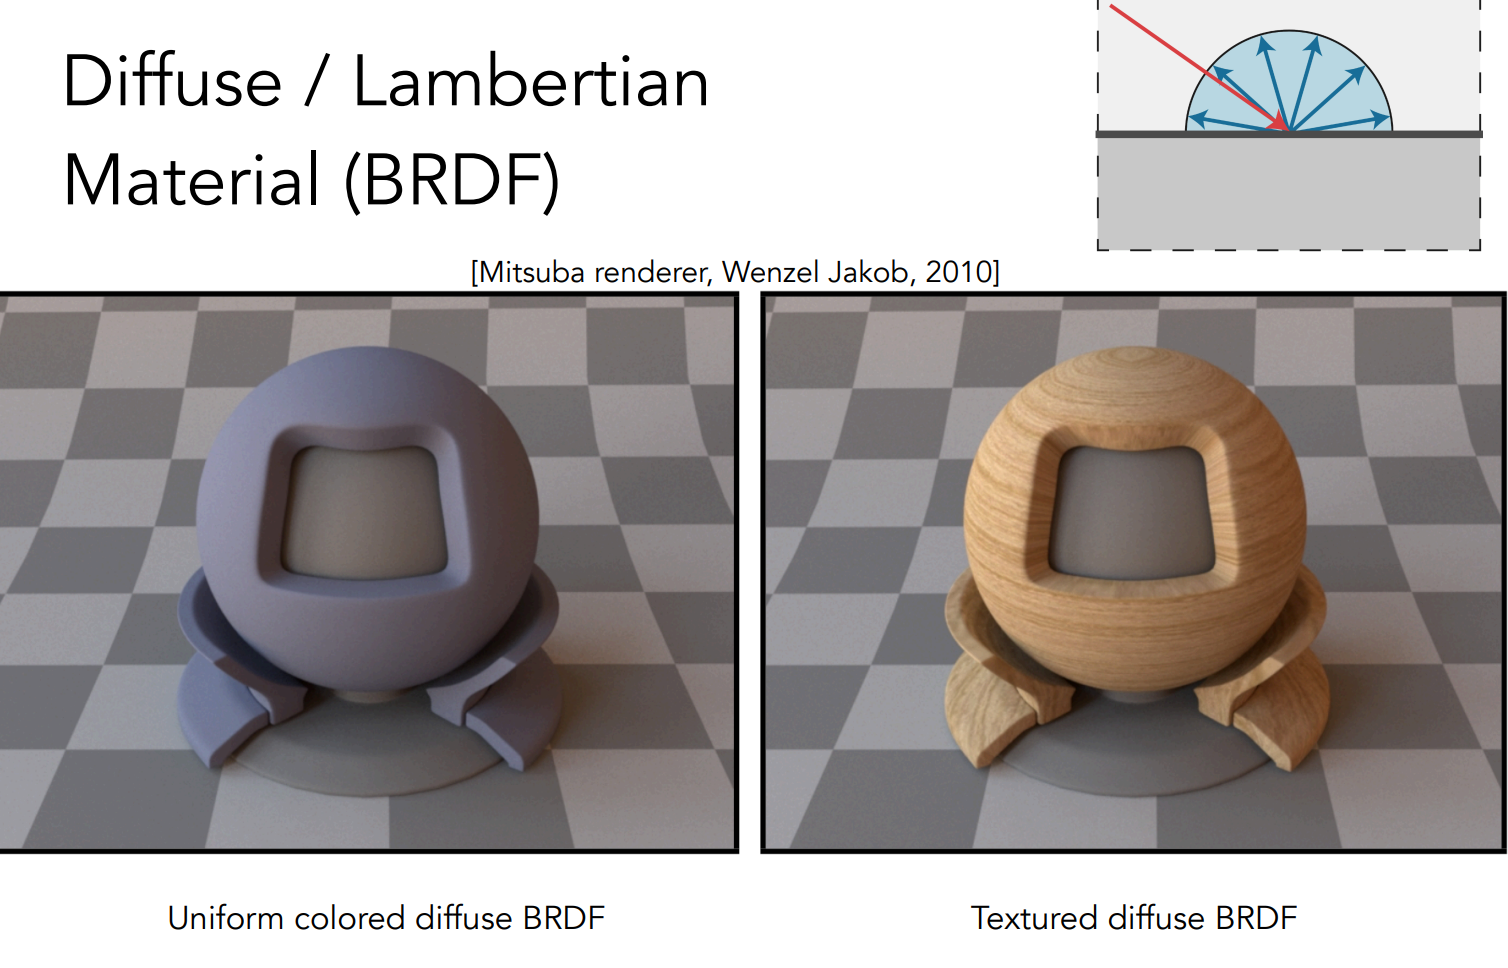 Diffuse / Lambertian
Material (BRDF)
[Mitsuba renderer, Wenzel Jakob, 2010]
Uniform colored diffuse BRDF
Textured diffuse BRDF